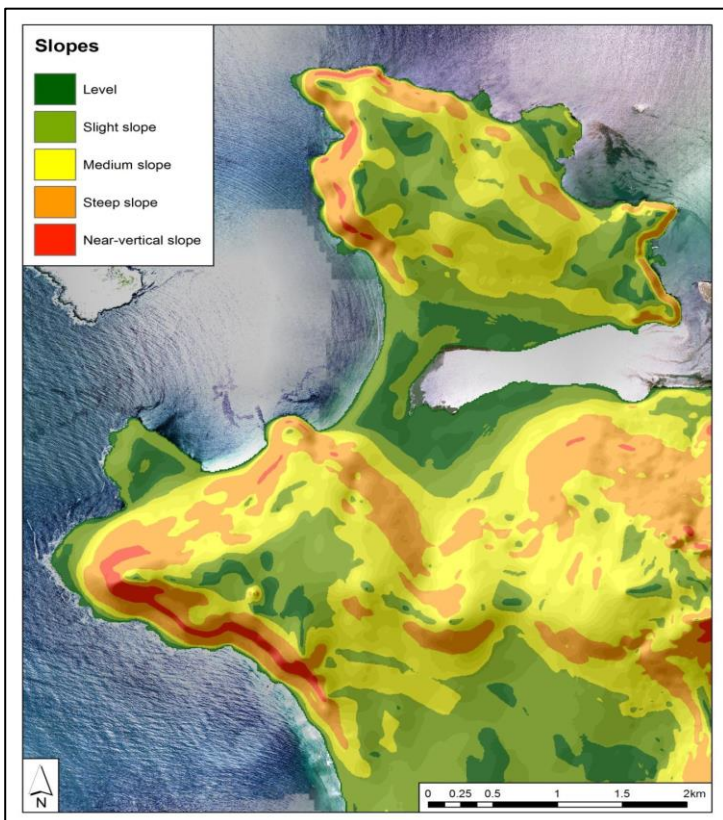 Slopes
Level
Slight slope
Medium slope
Steep slope
Near-vertical slope
N
0 0.25 0.5 1 1.5 2km